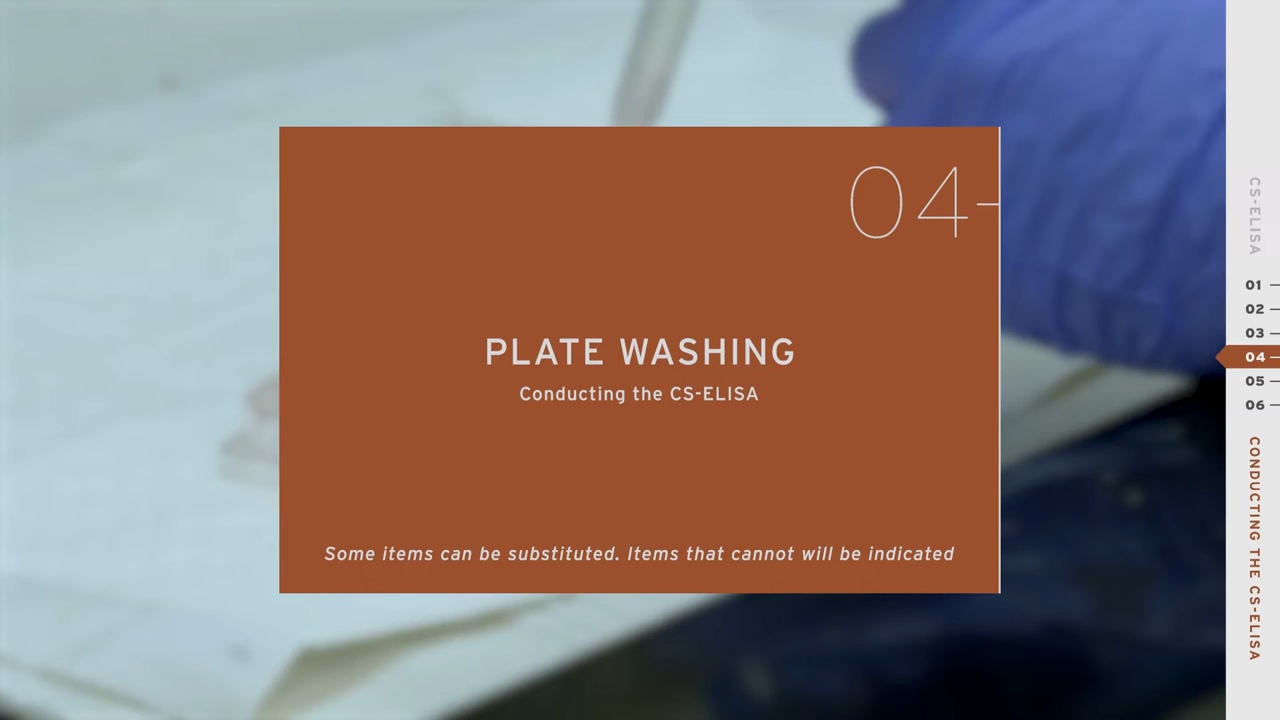 04-
PLATE WASHING
Conducting the CS-ELISA
Some items can be substituted. Items that cannot will be indicated
CS-ELISA
01
02
03
04
05
06
CONDUCTING THE CS-ELISA